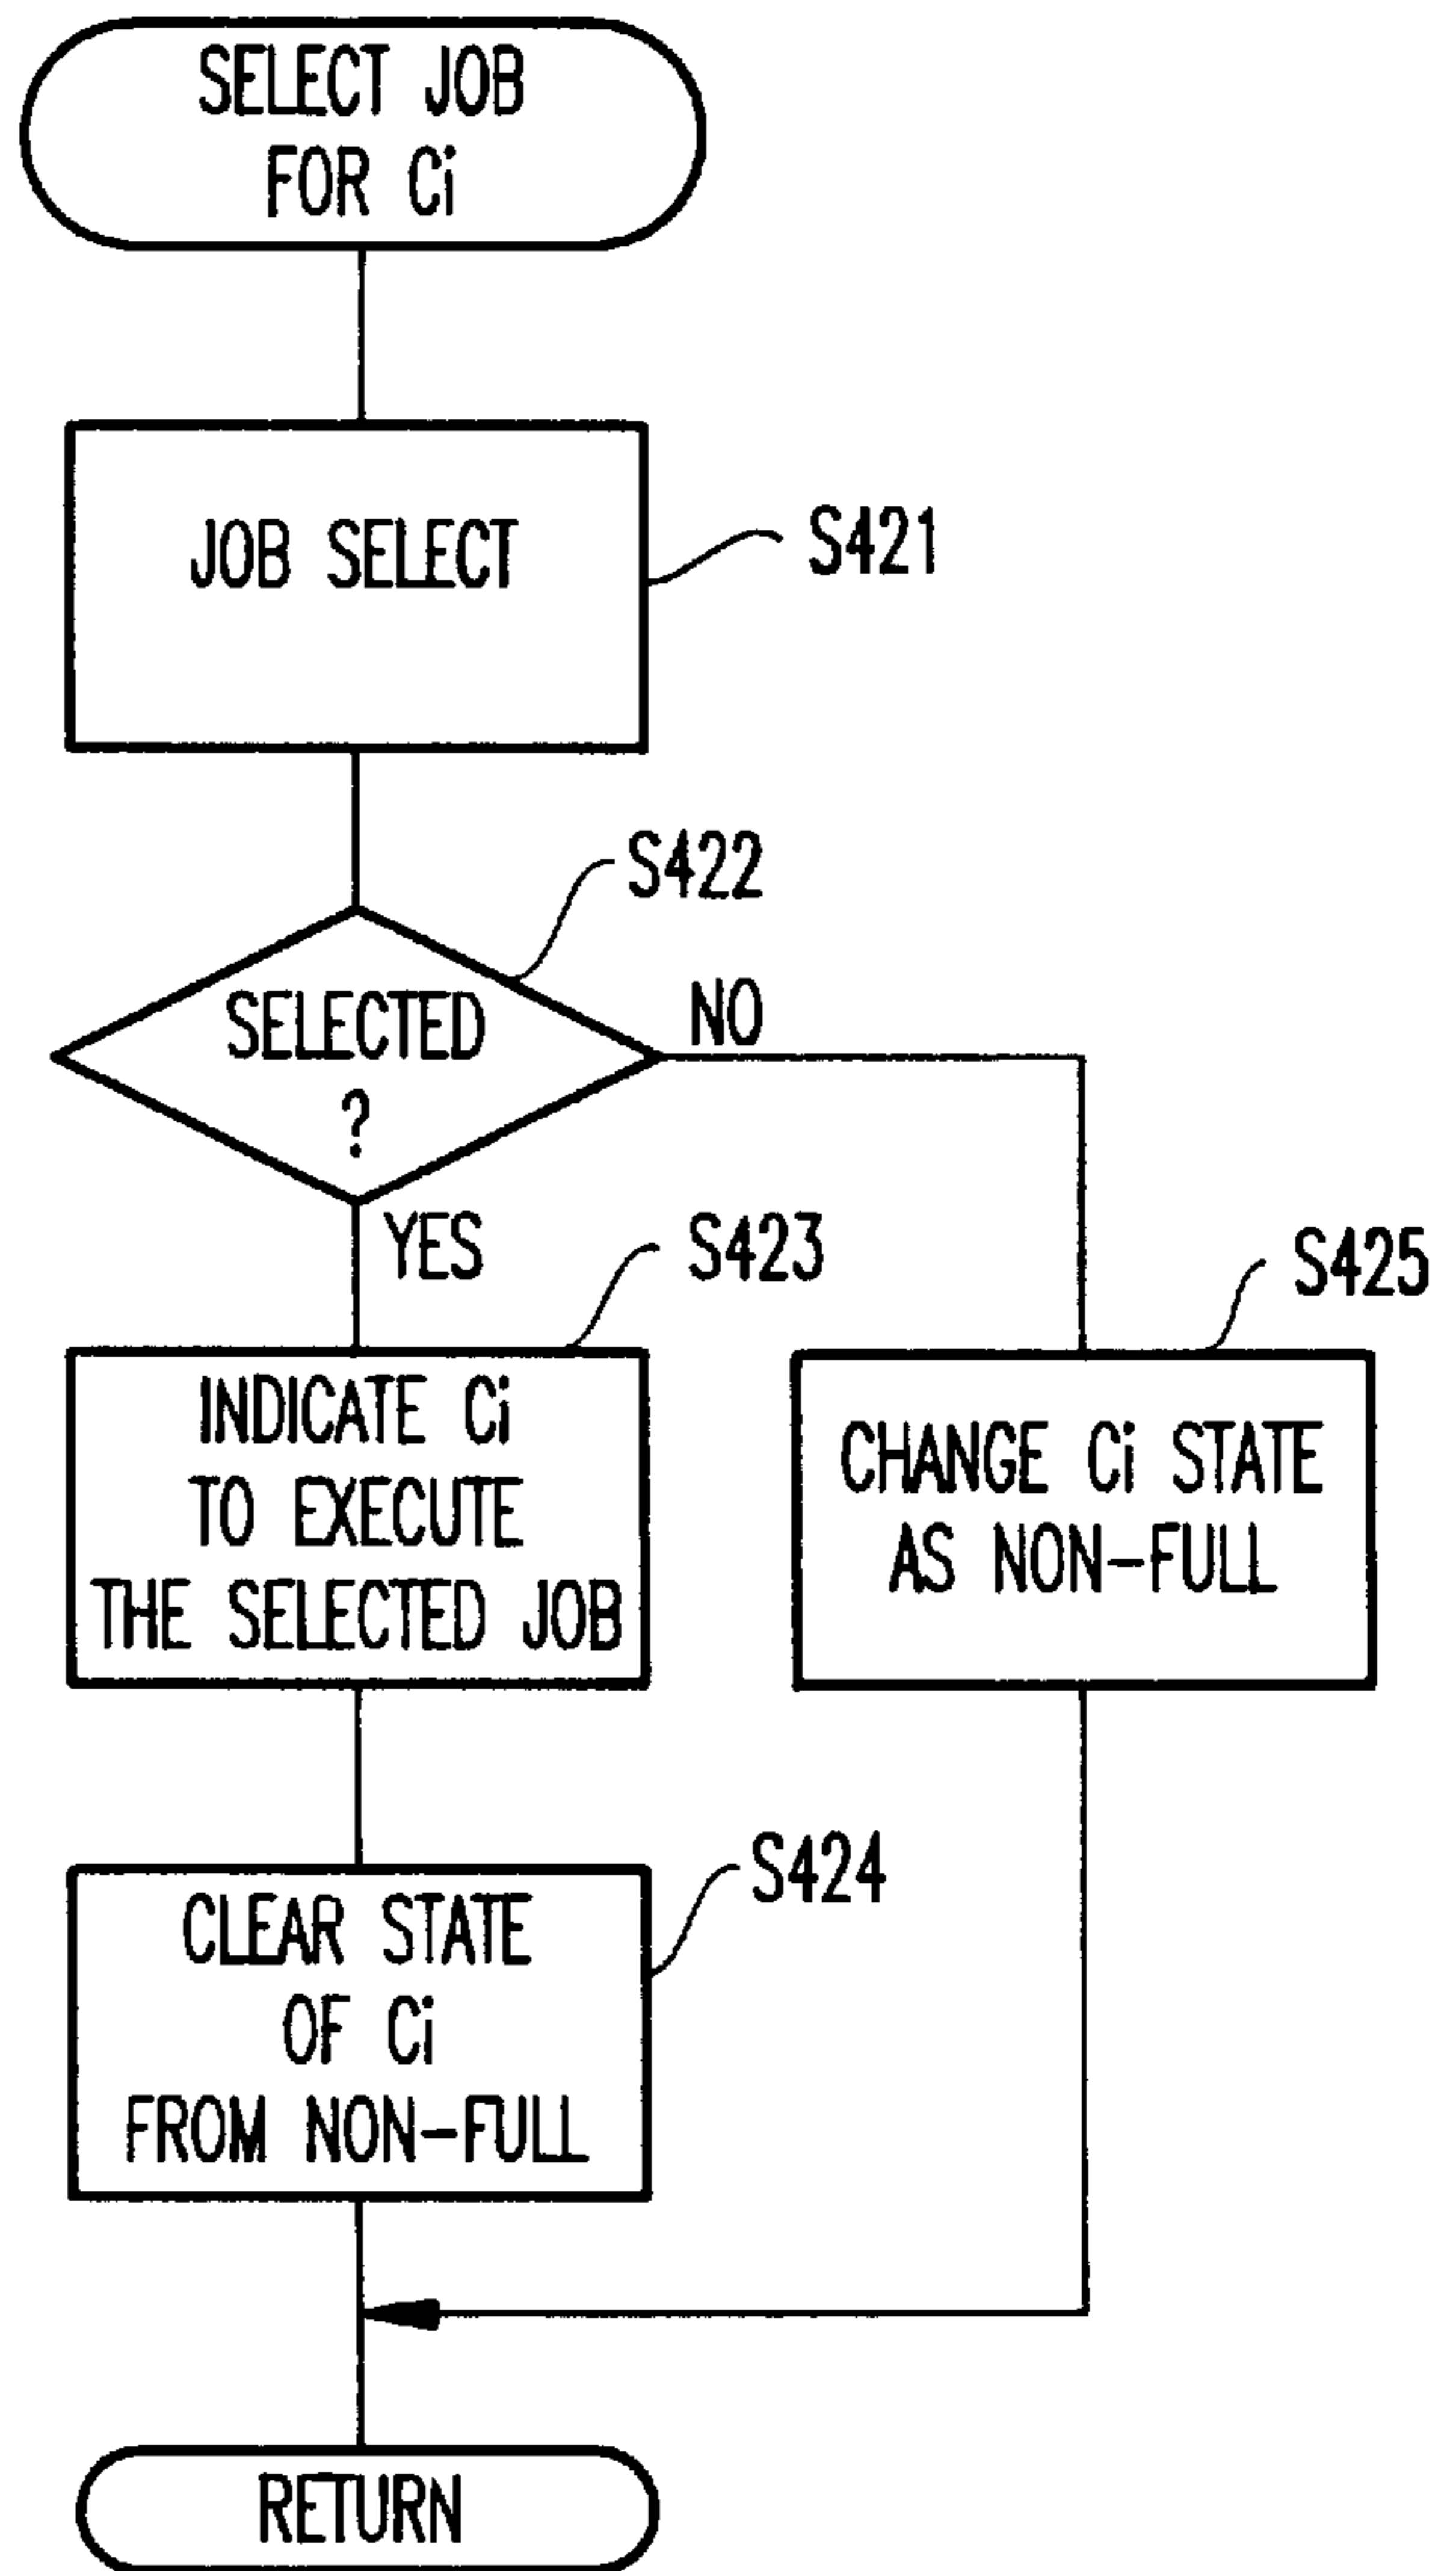 SELECT JOB
FOR Ci
JOB SELECT
S421
S422
SELECTED
?
NO
YES
S423
S425
INDICATE Ci
TO EXECUTE
THE SELECTED JOB
CHANGE Ci STATE
AS NON-FULL
S424
CLEAR STATE
OF Ci
FROM NON-FULL
RETURN